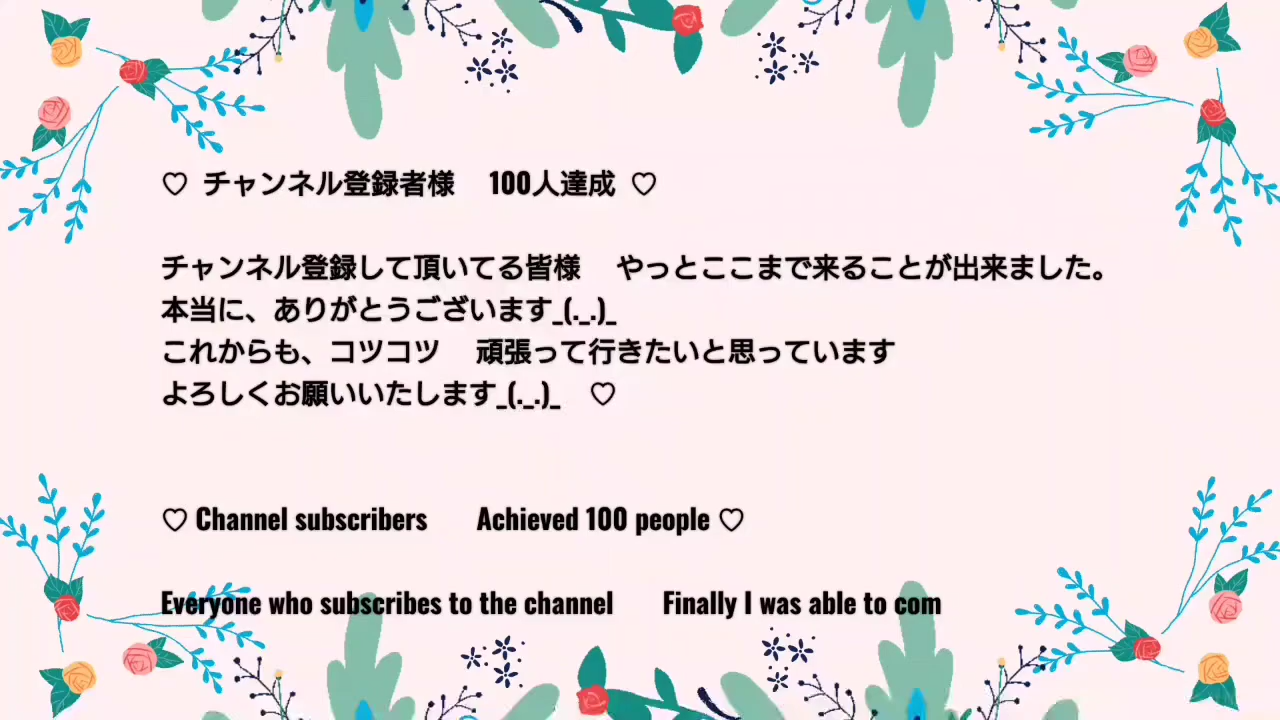 ♡ チャンネル登録者様　100人達成 ♡
チャンネル登録して頂いてる皆様　やっとここまで来ることが出来ました。
本当に、ありがとうございます_(._.)_
これからも、コツコツ　頑張って行きたいと思っています
よろしくお願いいたします_(._.)_　♡
♡ Channel subscribers　Achieved 100 people ♡
Everyone who subscribes to the channel　Finally I was able to com